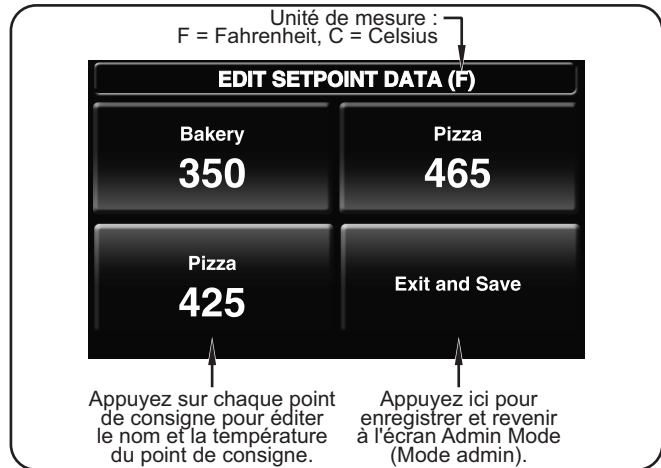 Unité de mesure :
F = Fahrenheit, C = Celsius
EDIT SETPOINT DATA (F)
Bakery
350
Pizza
465
Pizza
425
Exit and Save
Appuyez sur chaque point
de consigne pour éditer
le nom et la température
du point de consigne.
Appuyez ici pour
enregistrer et revenir
à l'écran Admin Mode
(Mode admin).